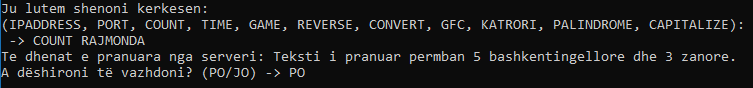 Ju lutem shenoni kerkesen:
(IPADDRESS, PORT, COUNT, TIME, GAME, REVERSE, CONVERT, GFC, KATRORI, PALINDROME, CAPITALIZE):
-> COUNT RAJMONDA
Te dhenat e pranuara nga serveri: Teksti i pranuar permban 5 bashkentingellore dhe 3 zanore.
A dëshironi të vazhdoni? (PO/JO) -> PO